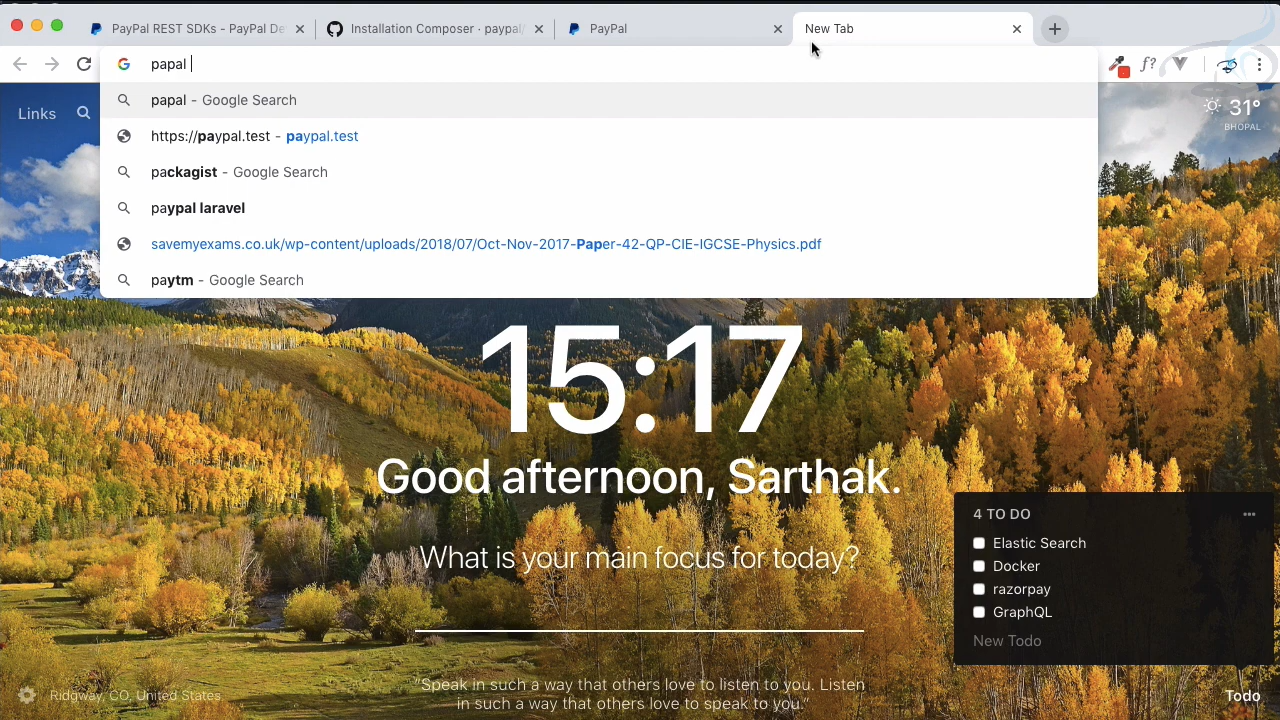 PayPal REST SDKs - PayPal De
Installation Composer · paypal/
PayPal
New Tab
papal
f?
papal - Google Search
https://paypal.test - paypal.test
packagist - Google Search
paypal laravel
savemyexams.co.uk/wp-content/uploads/2018/07/Oct-Nov-2017-Paper-42-QP-CIE-IGCSE-Physics.pdf
paytm - Google Search
Links
31°
BHOPAL
15:17
Good afternoon, Sarthak.
What is your main focus for today?
4 TO DO
Elastic Search
Docker
razorpay
GraphQL
New Todo
Ridgway, CO, United States
"Speak in such a way that others love to listen to you. Listen
in such a way that others love to speak to you."
Todo